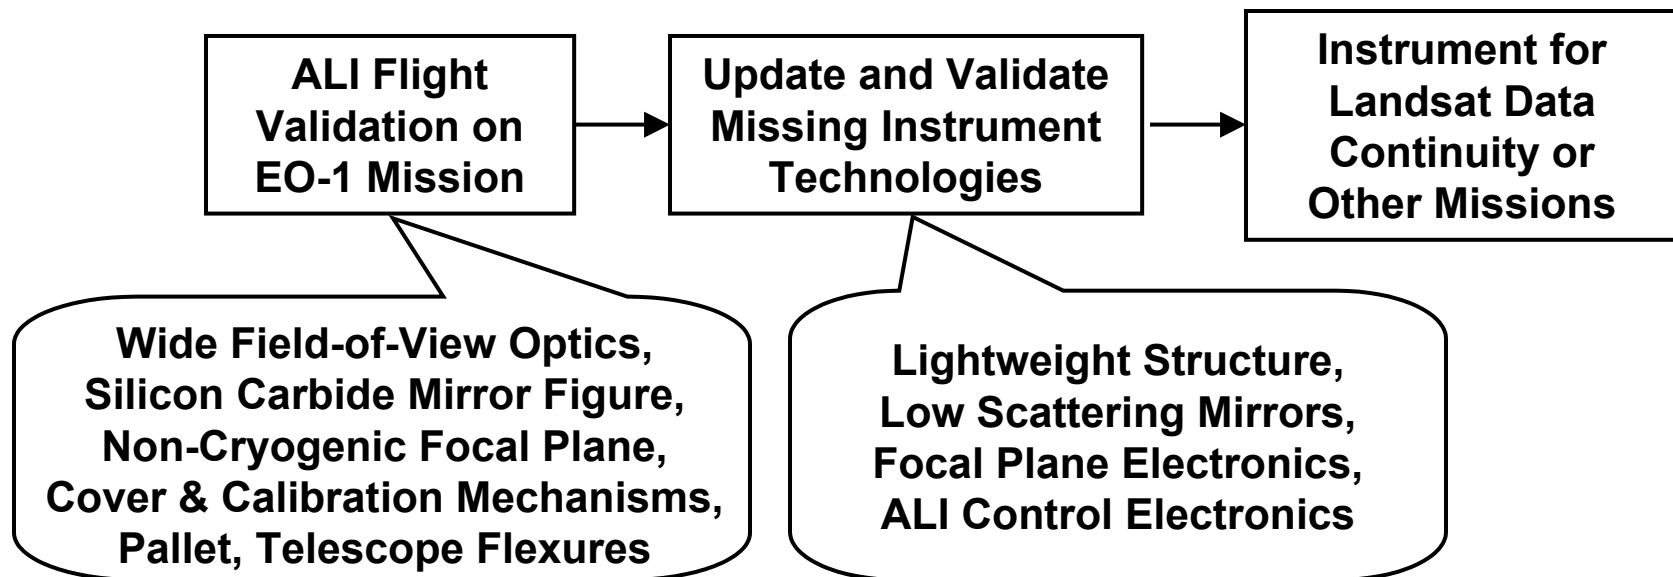 ALI Flight
Validation on
EO-1 Mission
Update and Validate
Missing Instrument
Technologies
Instrument for
Landsat Data
Continuity or
Other Missions
Wide Field-of-View Optics,
Silicon Carbide Mirror Figure,
Non-Cryogenic Focal Plane,
Cover & Calibration Mechanisms,
Pallet, Telescope Flexures
Lightweight Structure,
Low Scattering Mirrors,
Focal Plane Electronics,
ALI Control Electronics